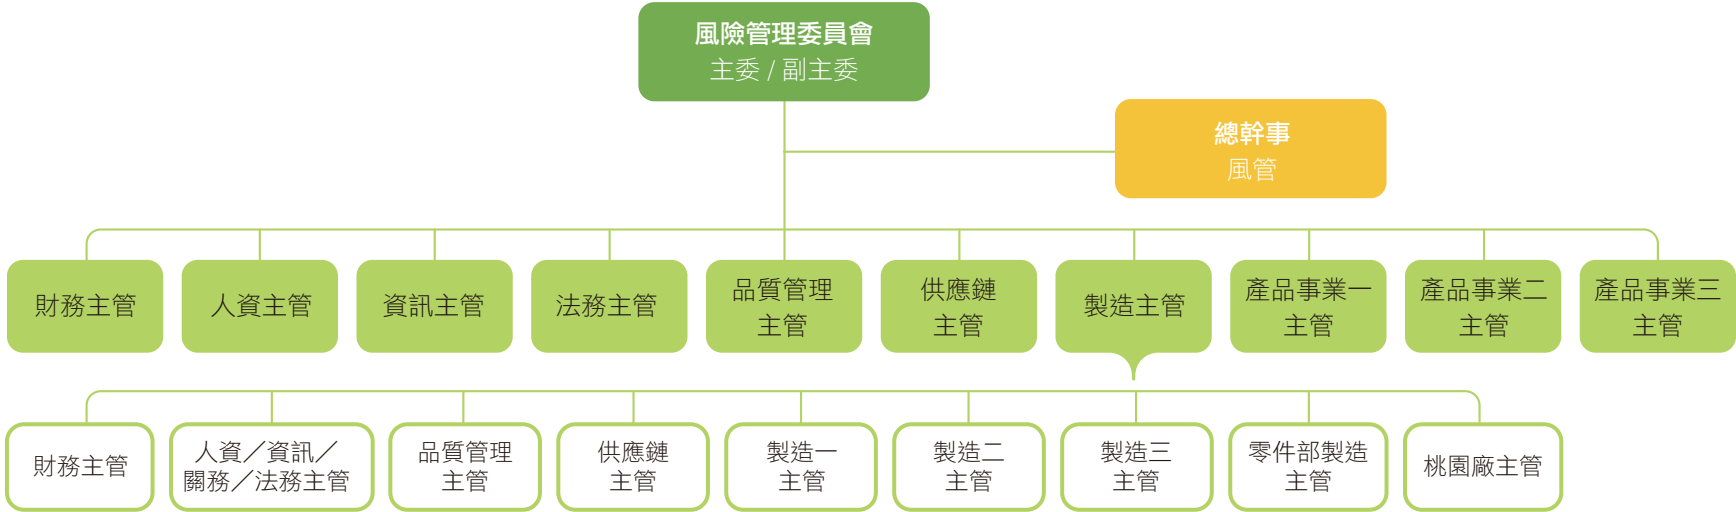 風險管理委員會
主委 / 副主委
總幹事
風管
財務主管
人資主管
資訊主管
法務主管
品質管理
主管
供應鏈
主管
製造主管
產品事業一
主管
產品事業二
主管
產品事業三
主管
財務主管
人資／資訊／
關務／法務主管
品質管理
主管
供應鏈
主管
製造一
主管
製造二
主管
製造三
主管
零件部製造
主管
桃園廠主管